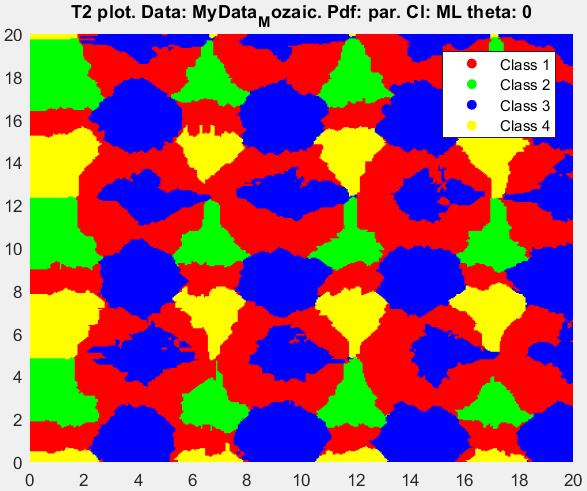 T2 plot. Data: MyData_Mozaic. Pdf: par. Cl: ML theta: 0
20
18
16
14
12
10
8
6
4
2
0
Class 1
Class 2
Class 3
Class 4
0 2 4 6 8 10 12 14 16 18 20